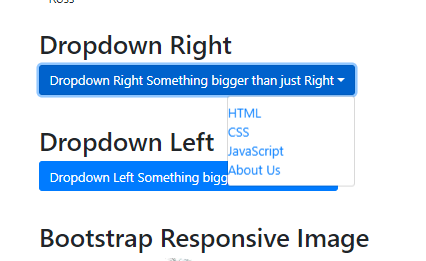 Ross
Dropdown Right
Dropdown Right Something bigger than just Right
HTML
CSS
JavaScript
About Us
Dropdown Left
Dropdown Left Something
Bootstrap Responsive Image